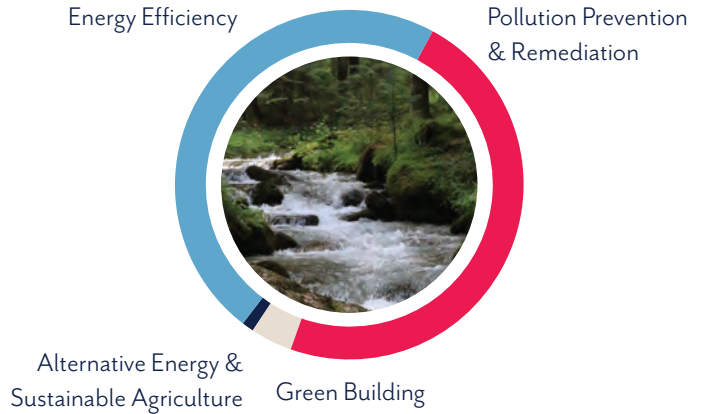 Energy Efficiency
Pollution Prevention
& Remediation
Alternative Energy &
Sustainable Agriculture
Green Building